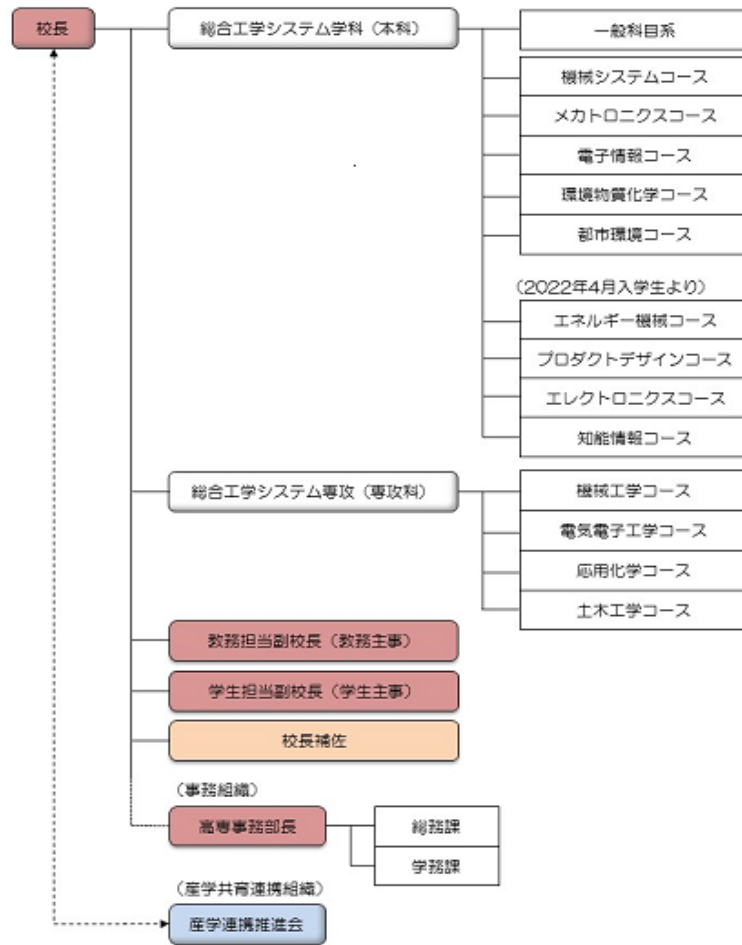 校長
総合工学システム学科（本科）
一般科目系
機械システムコース
メカトロニクスコース
電子情報コース
環境物質化学コース
都市環境コース
（2022年4月入学生より）
エネルギー機械コース
プロダクトデザインコース
エレクトロニクスコース
知能情報コース
総合工学システム専攻（専攻科）
機械工学コース
電気電子工学コース
応用化学コース
土木工学コース
教務担当副校長（教務主事）
学生担当副校長（学生主事）
校長補佐
（事務組織）
高専事務部長
総務課
学務課
（産学共育連携組織）
産学連携推進会